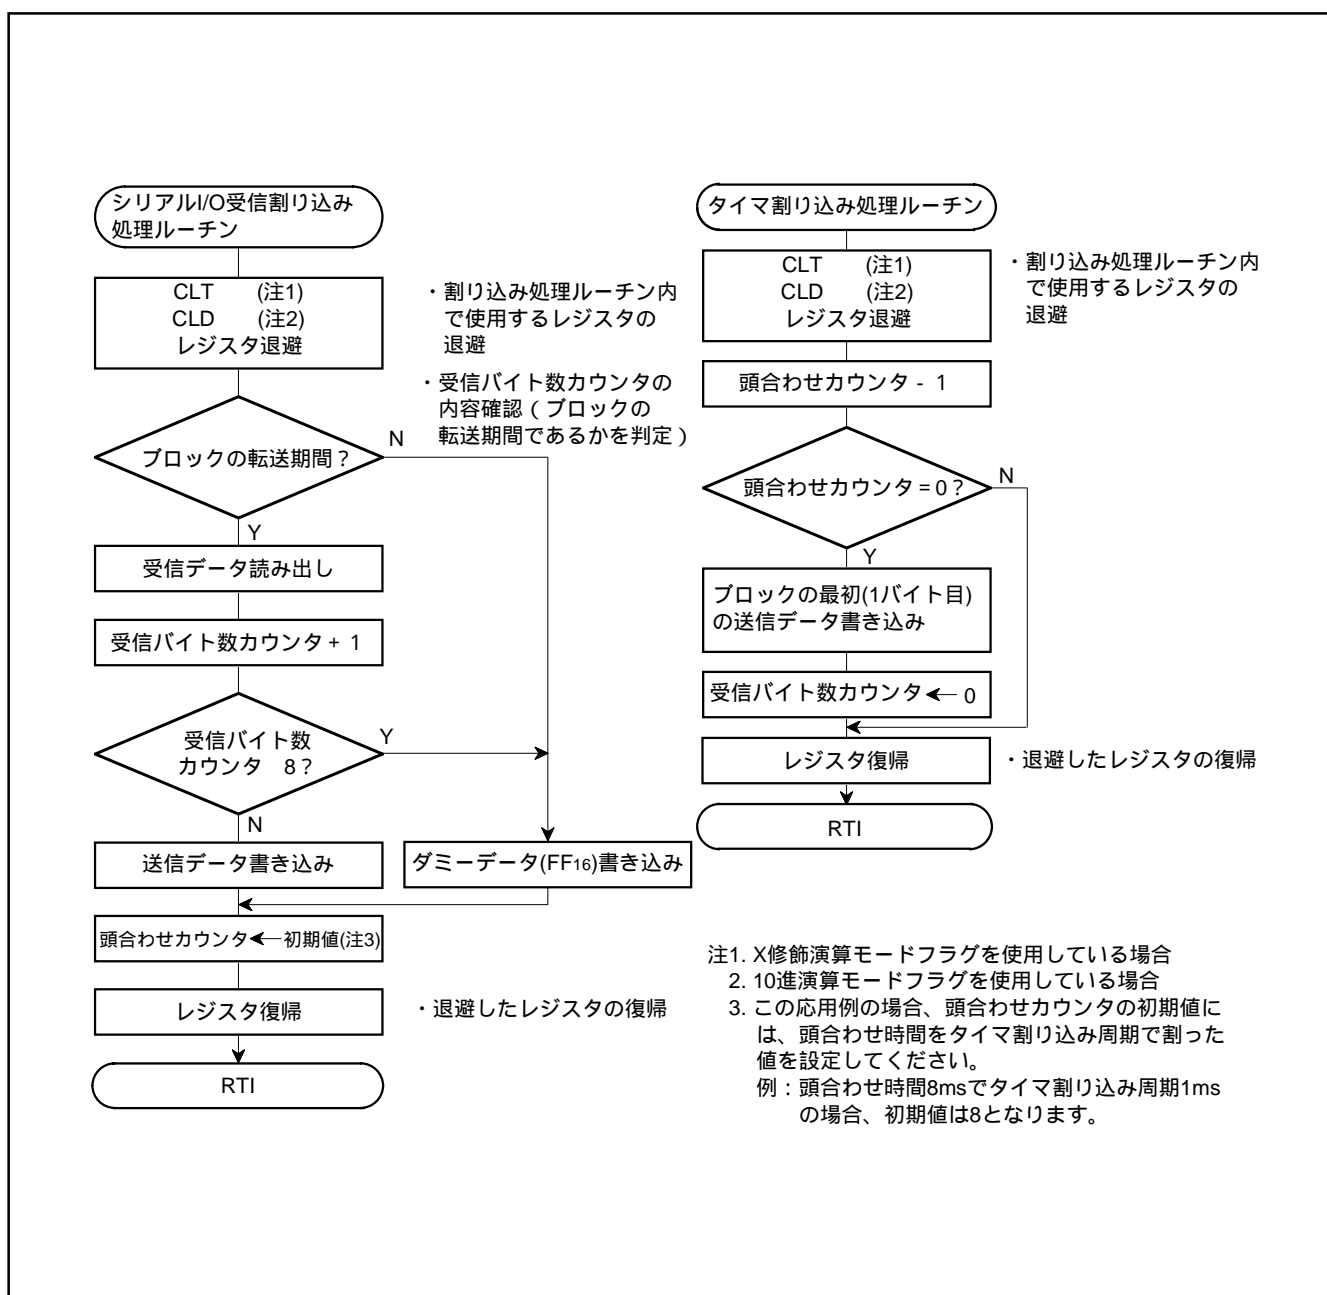 シリアルI/O受信割り込み
処理ルーチン
CLT (注1)
CLD (注2)
レジスタ退避
・割り込み処理ルーチン内
で使用するレジスタの
退避
・受信バイト数カウンタの
内容確認(ブロックの
転送期間であるかを判定)
ブロックの転送期間?
N
Y
受信データ読み出し
受信バイト数カウンタ+ 1
受信バイト数
カウンタ 8?
Y
N
送信データ書き込み
ダミーデータ(FF16)書き込み
頭合わせカウンタ←初期値(注3)
レジスタ復帰
・退避したレジスタの復帰
RTI
タイマ割り込み処理ルーチン
CLT (注1)
CLD (注2)
レジスタ退避
・割り込み処理ルーチン内
で使用するレジスタの
退避
頭合わせカウンタ - 1
頭合わせカウンタ=0?
N
Y
ブロックの最初(1バイト目)
の送信データ書き込み
受信バイト数カウンタ← 0
レジスタ復帰
・退避したレジスタの復帰
RTI
注1. X修飾演算モードフラグを使用している場合
2. 10進演算モードフラグを使用している場合
3. この応用例の場合、頭合わせカウンタの初期値に
は、頭合わせ時間をタイマ割り込み周期で割った
値を設定してください。
例:頭合わせ時間8msでタイマ割り込み周期1ms
の場合、初期値は8となります。